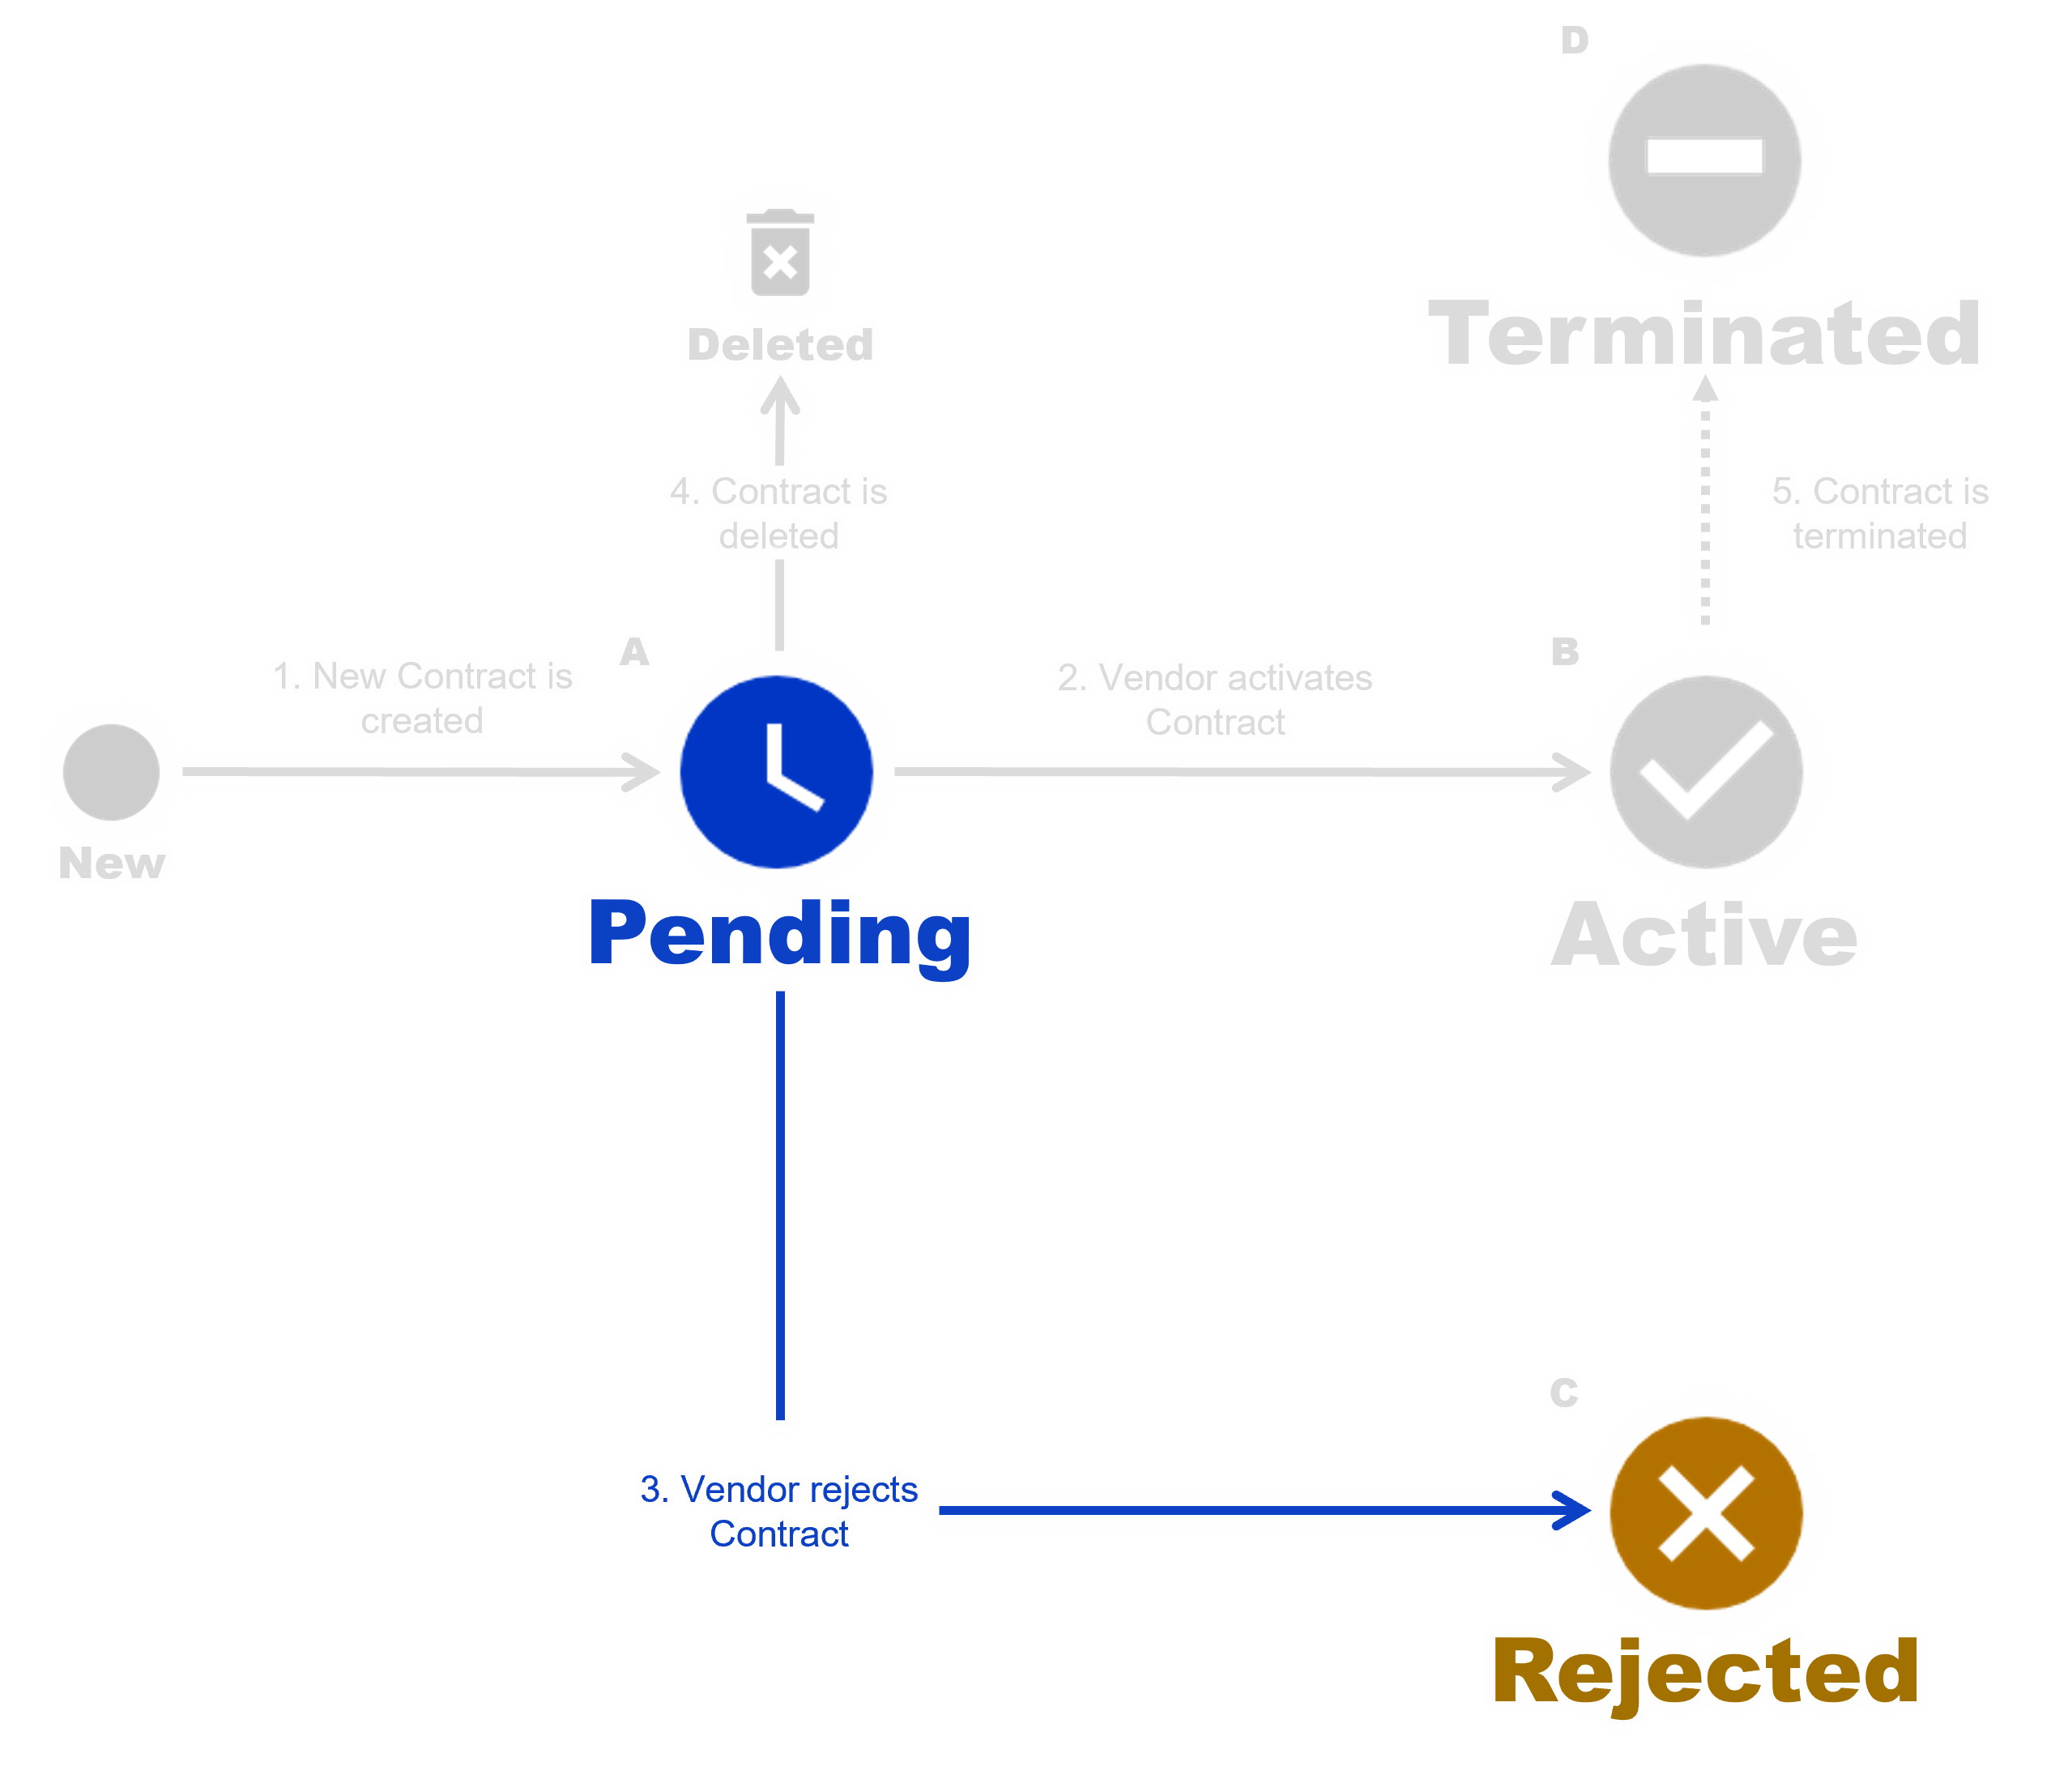 D
Terminated
Deleted
4. Contract is
deleted
5. Contract is
terminated
1. New Contract is
created
A
2. Vendor activates
Contract
B
New
Pending
Active
3. Vendor rejects
Contract
C
Rejected